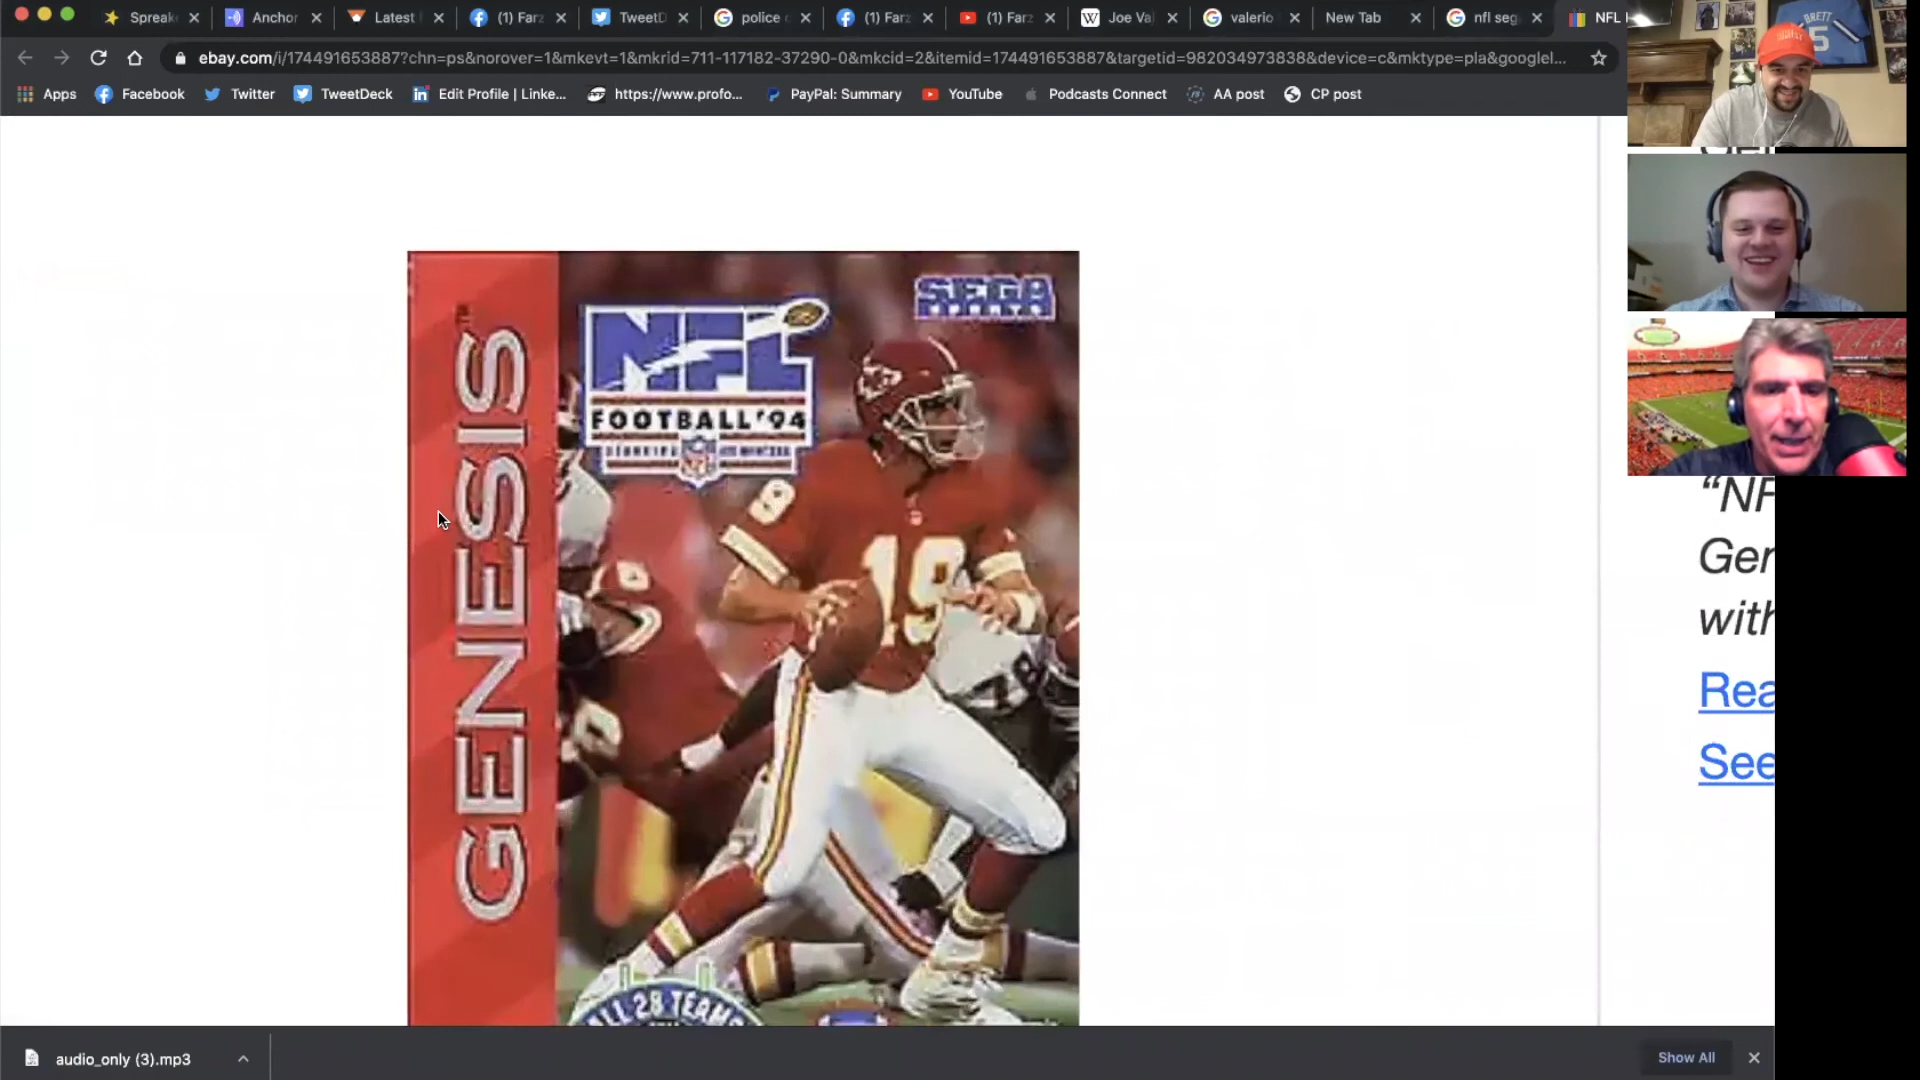 Spreak
Anchor
Latest
(1) Farz
TweetD
police
(1) Farz
(1) Farz
Joe Va
valerio
New Tab
nfl seg
NFL
ebay.com/i/174491653887?chn=ps&norover=1&mkevt=1&mkrid=711-117182-37290-0&mkcid=2&itemid=174491653887&targetid=982034973838&device=c&mktype=pla&googlel...
Apps
Facebook
Twitter
TweetDeck
Edit Profile | Linke...
https://www.profo...
PayPal: Summary
YouTube
Podcasts Connect
AA post
CP post
BRETT
5
SEGA
NFL
FOOTBALL'94
GENESIS
9
19
78
ALL 28 TEAMS
“NF
Ger
with
Rea
See
audio_only (3).mp3
Show All